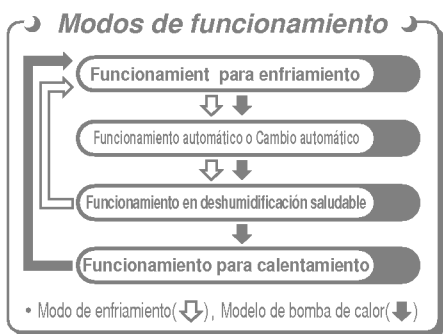 Modos de funcionamiento
Funcionamient para enfriamiento
Funcionamiento automático o Cambio automático
Funcionamiento en deshumidificación saludable
Funcionamiento para calentamiento
• Modo de enfriamiento( ), Modelo de bomba de calor( )